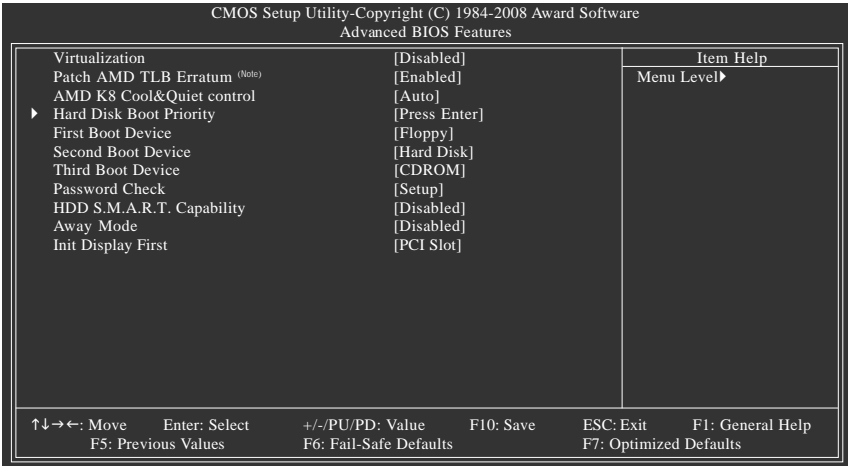 CMOS Setup Utility-Copyright (C) 1984-2008 Award Software
Advanced BIOS Features
Virtualization [Disabled] Item Help
Patch AMD TLB Erratum (Note) [Enabled] Menu Level▶
AMD K8 Cool&Quiet control [Auto]
▶ Hard Disk Boot Priority [Press Enter]
First Boot Device [Floppy]
Second Boot Device [Hard Disk]
Third Boot Device [CDROM]
Password Check [Setup]
HDD S.M.A.R.T. Capability [Disabled]
Away Mode [Disabled]
Init Display First [PCI Slot]
↑↓→←: Move Enter: Select +/-/PU/PD: Value F10: Save ESC: Exit F1: General Help
F5: Previous Values F6: Fail-Safe Defaults F7: Optimized Defaults